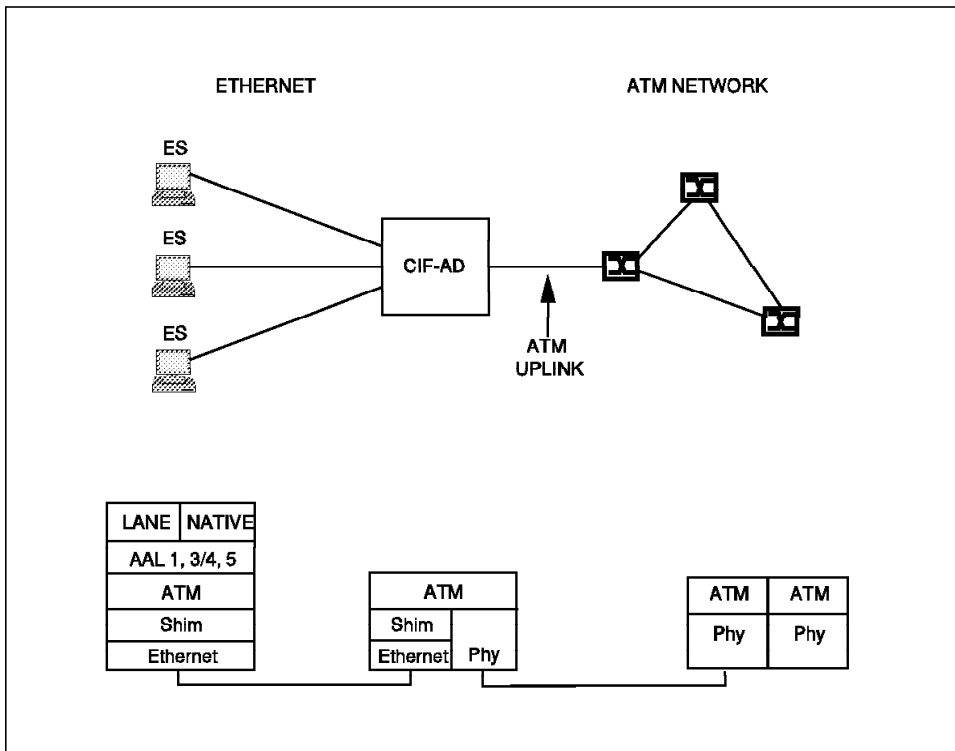 ETHERNET
ATM NETWORK
ES
ES
CIF-AD
ES
ATM
UPLINK
LANE NATIVE
AAL 1, 3/4, 5
ATM
Shim
Ethernet
ATM
Shim
Ethernet Phy
ATM ATM
Phy Phy